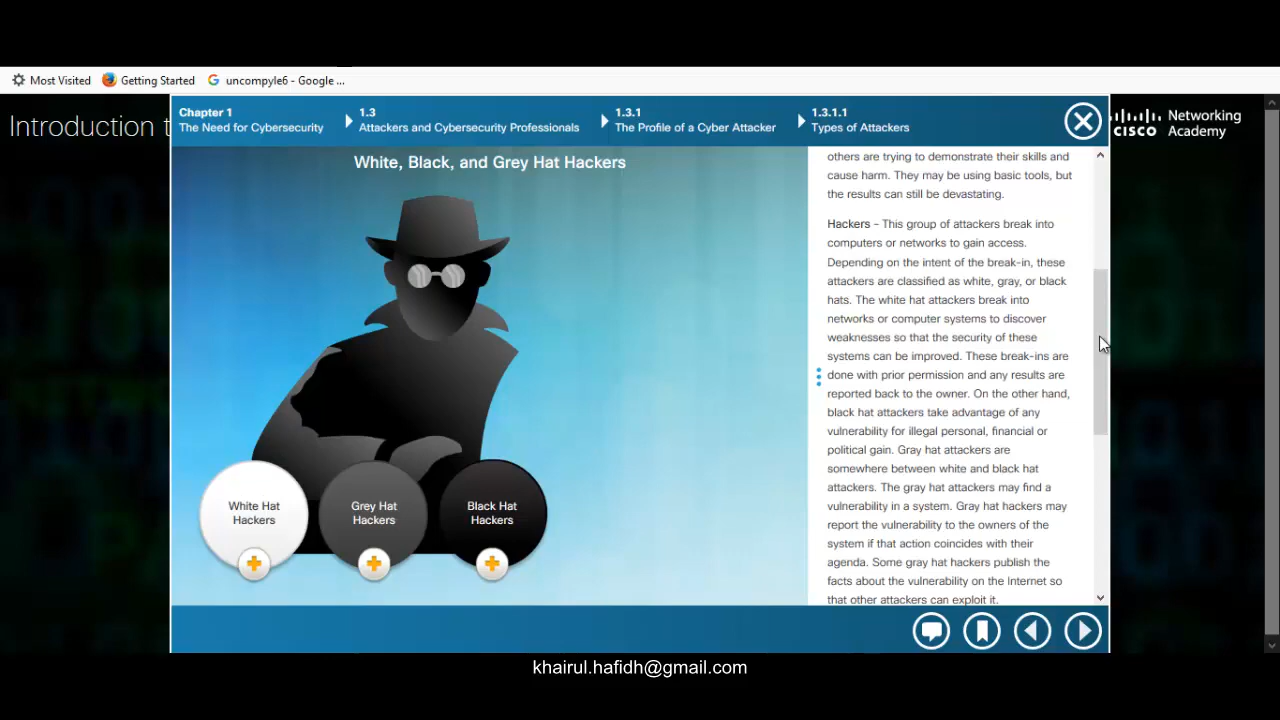 Most Visited Getting Started uncompyle6 - Google ...
Introduction t
Chapter 1
The Need for Cybersecurity
1.3
Attackers and Cybersecurity Professionals
1.3.1
The Profile of a Cyber Attacker
1.3.1.1
Types of Attackers
CISCO
Networking
Academy
White, Black, and Grey Hat Hackers
White Hat
Hackers
Grey Hat
Hackers
Black Hat
Hackers
others are trying to demonstrate their skills and
cause harm. They may be using basic tools, but
the results can still be devastating.
Hackers – This group of attackers break into
computers or networks to gain access.
Depending on the intent of the break-in, these
attackers are classified as white, gray, or black
hats. The white hat attackers break into
networks or computer systems to discover
weaknesses so that the security of these
systems can be improved. These break-ins are
done with prior permission and any results are
reported back to the owner. On the other hand,
black hat attackers take advantage of any
vulnerability for illegal personal, financial or
political gain. Gray hat attackers are
somewhere between white and black hat
attackers. The gray hat attackers may find a
vulnerability in a system. Gray hat hackers may
report the vulnerability to the owners of the
system if that action coincides with their
agenda. Some gray hat hackers publish the
facts about the vulnerability on the Internet so
that other attackers can exploit it.
khairul.hafidh@gmail.com